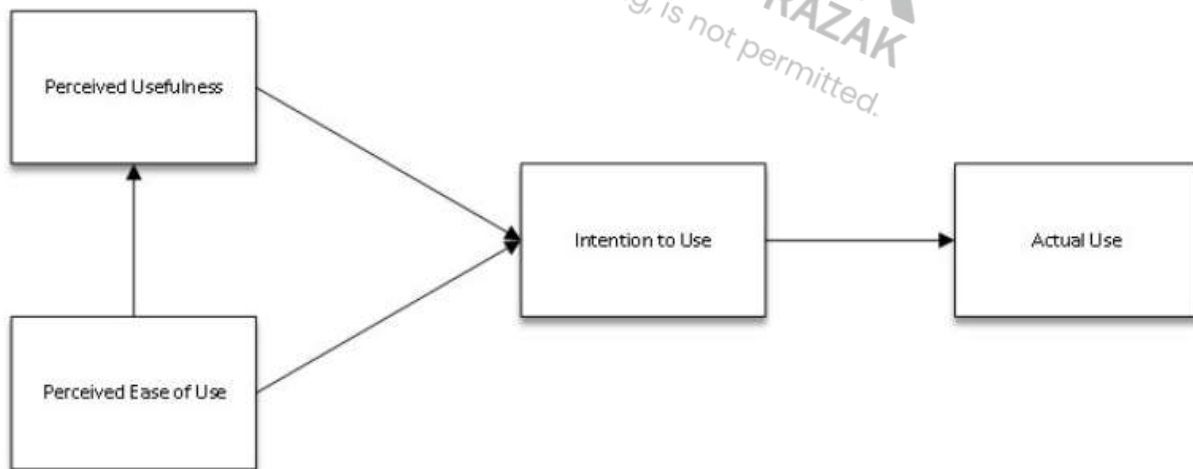 RAZAK
is not permitted.
Perceived Usefulness
Intention to Use
Actual Use
Perceived Ease of Use